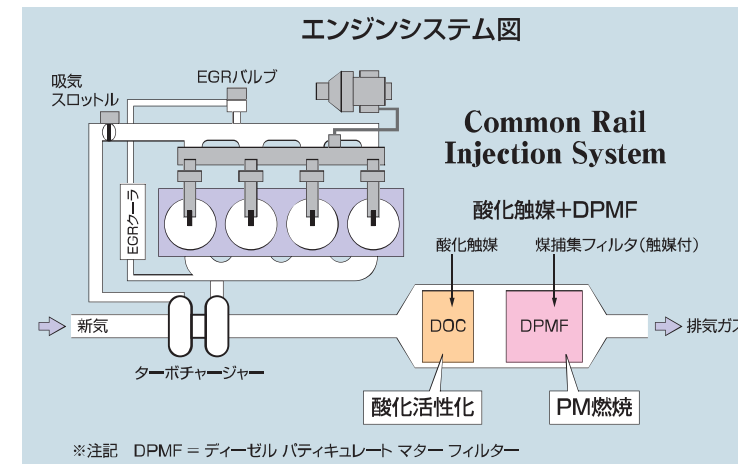 エンジンシステム図
吸気
スロットル
EGRバルブ
Common Rail
Injection System
EGRクーラ
酸化触媒+DPMF
酸化触媒
煤捕集フィルタ(触媒付)
新気
DOC
DPMF
排気ガス
ターボチャージャー
酸化活性化
PM燃焼
※注記 DPMF = ディーゼル パティキュレート マター フィルター